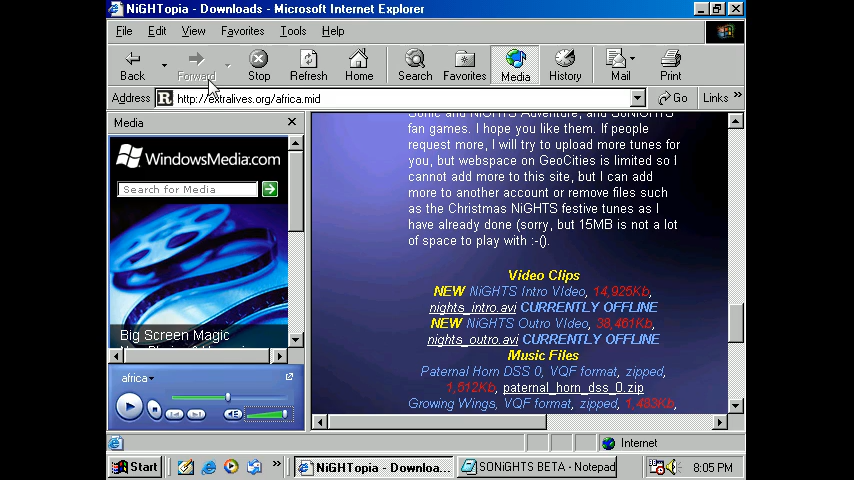 NiGHTopia - Downloads - Microsoft Internet Explorer
File Edit View Favorites Tools Help
Back Forward Stop Refresh Home Search Favorites Media History Mail Print
Address http://extralives.org/africa.mid Go Links »
Media
WindowsMedia.com
Search for Media
Big Screen Magic
africa
Sonic and NiGHTS Adventure, and SoNiGHTS
fan games. I hope you like them. If people
request more, I will try to upload more tunes for
you, but webspace on GeoCities is limited so I
cannot add more to this site, but I can add
more to another account or remove files such
as the Christmas NiGHTS festive tunes as I
have already done (sorry, but 15MB is not a lot
of space to play with :-().
Video Clips
NEW NiGHTS Intro VIdeo, 14,925Kb,
nights_intro.avi CURRENTLY OFFLINE
NEW NiGHTS Outro VIdeo, 38,461Kb,
nights_outro.avi CURRENTLY OFFLINE
Music Files
Paternal Horn DSS 0, VQF format, zipped,
1,512Kb, paternal_horn_dss_0.zip
Growing Wings, VQF format, zipped, 1,483Kb,
Internet
Start » NiGHTopia - Downloa... SONiGHTS BETA - Notepad 8:05 PM